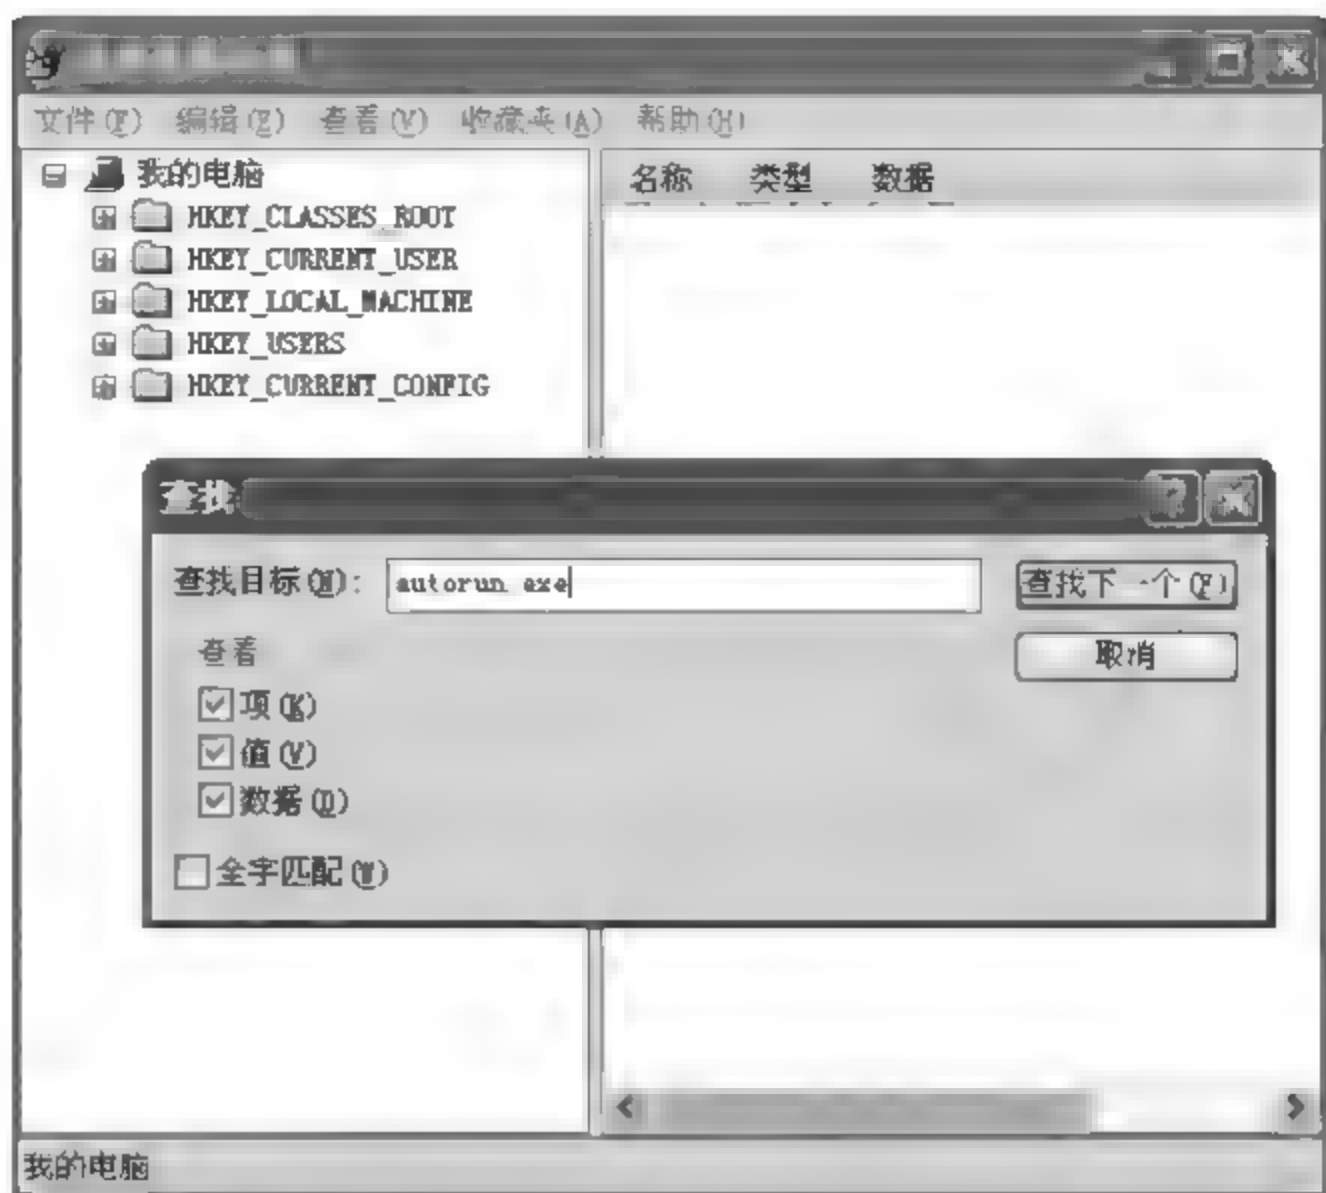 文件(F) 编辑(E) 查看(V) 收藏夹(A) 帮助(H)
我的电脑
HKEY_CLASSES_ROOT
HKEY_CURRENT_USER
HKEY_LOCAL_MACHINE
HKEY_USERS
HKEY_CURRENT_CONFIG
名称 类型 数据
查找
查找目标(N): autorun exe 查找下一个(F)
取消
查看
项(K)
值(V)
数据(D)
全字匹配(W)
我的电脑